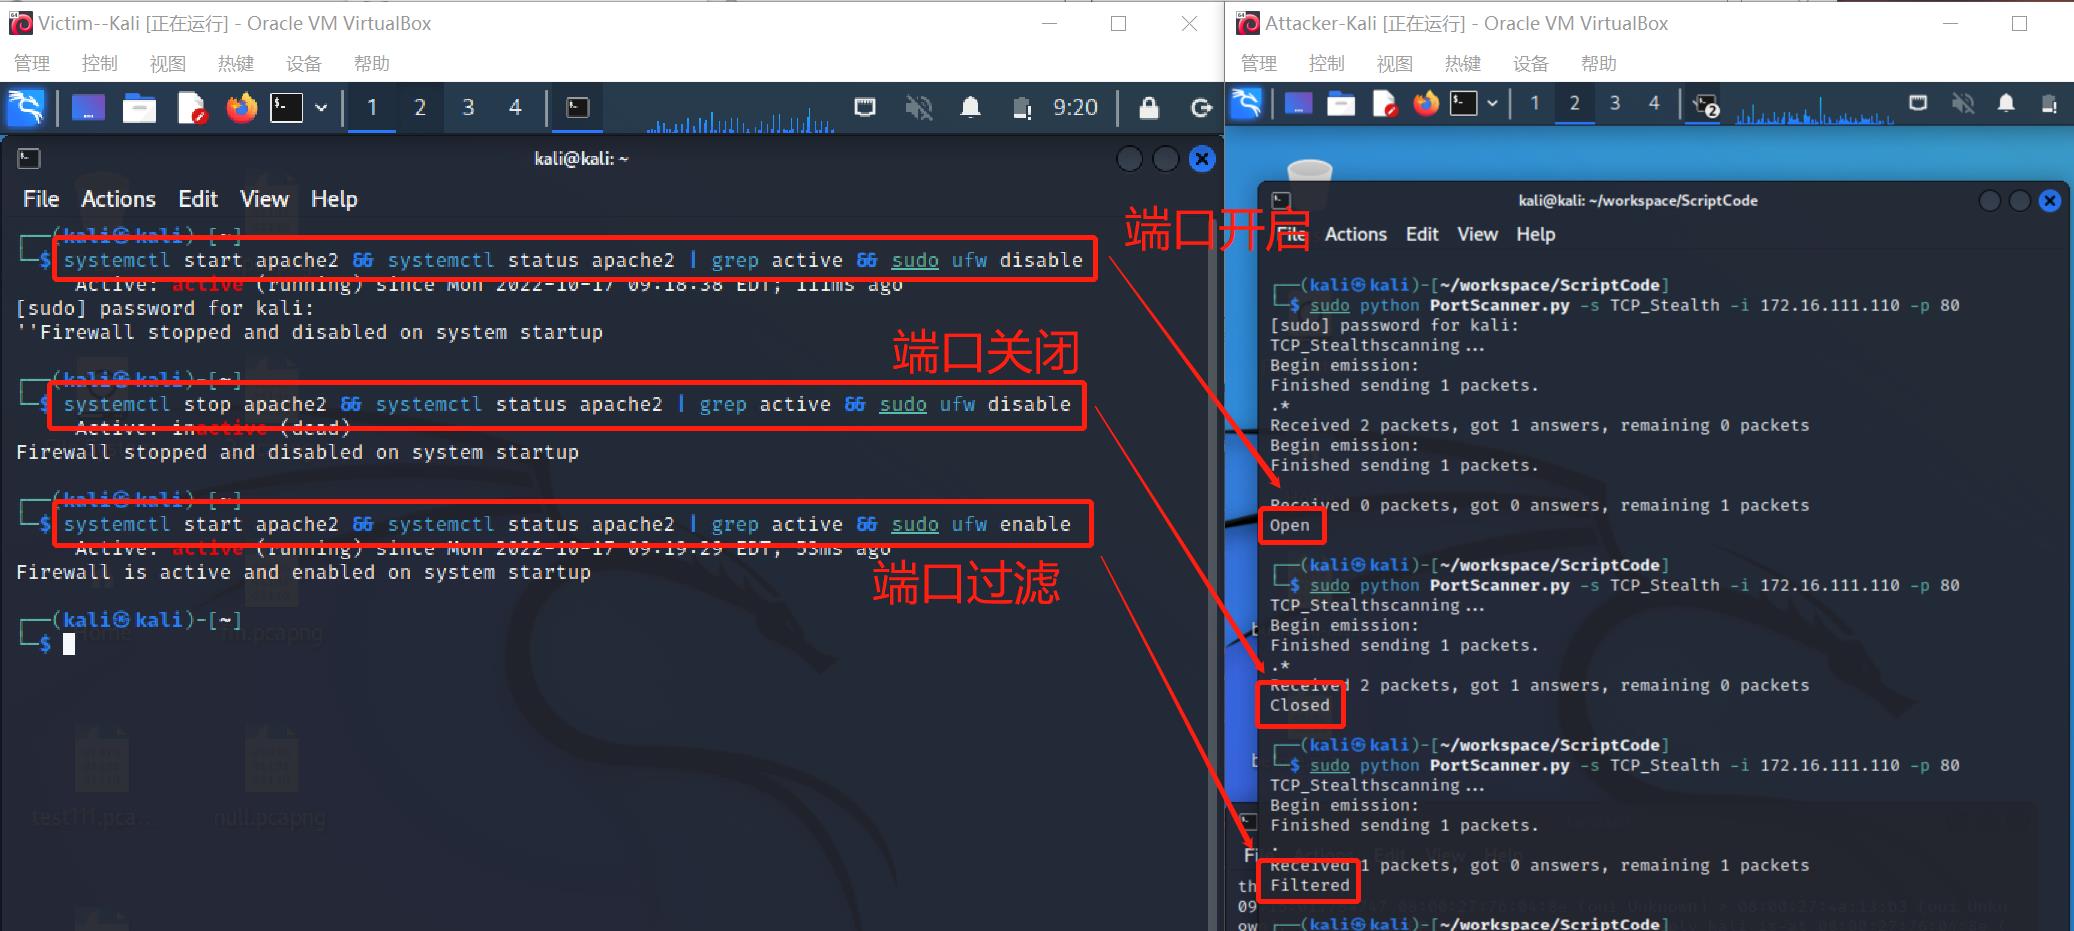 Victim--Kali [正在运行] - Oracle VM VirtualBox
管理 控制 视图 热键 设备 帮助
1 2 3 4 9:20
kali@kali: ~
File Actions Edit View Help
(kali㉿kali)-[~]
$ systemctl start apache2 && systemctl status apache2 | grep active && sudo ufw disable
Active: active (running) since Mon 2022-10-17 09:18:38 EDT; 111ms ago
[sudo] password for kali:
''Firewall stopped and disabled on system startup
端口关闭
(kali㉿kali)-[~]
$ systemctl stop apache2 && systemctl status apache2 | grep active && sudo ufw disable
Active: inactive (dead)
Firewall stopped and disabled on system startup
(kali㉿kali)-[~]
$ systemctl start apache2 && systemctl status apache2 | grep active && sudo ufw enable
Active: active (running) since Mon 2022-10-17 09:19:29 EDT; 53ms ago
Firewall is active and enabled on system startup
端口过滤
(kali㉿kali)-[~]
$
Home
test111.pca...
null.pcapng
Attacker-Kali [正在运行] - Oracle VM VirtualBox
管理 控制 视图 热键 设备 帮助
1 2 3 4 2
kali@kali: ~/workspace/ScriptCode
端口开启
File Actions Edit View Help
(kali㉿kali)-[~/workspace/ScriptCode]
$ sudo python PortScanner.py -s TCP_Stealth -i 172.16.111.110 -p 80
[sudo] password for kali:
TCP_Stealthscanning...
Begin emission:
Finished sending 1 packets.
.*
Received 2 packets, got 1 answers, remaining 0 packets
Begin emission:
Finished sending 1 packets.
Received 0 packets, got 0 answers, remaining 1 packets
Open
(kali㉿kali)-[~/workspace/ScriptCode]
$ sudo python PortScanner.py -s TCP_Stealth -i 172.16.111.110 -p 80
TCP_Stealthscanning...
Begin emission:
Finished sending 1 packets.
.*
Received 2 packets, got 1 answers, remaining 0 packets
Closed
(kali㉿kali)-[~/workspace/ScriptCode]
$ sudo python PortScanner.py -s TCP_Stealth -i 172.16.111.110 -p 80
TCP_Stealthscanning...
Begin emission:
Finished sending 1 packets.
.
Received 1 packets, got 0 answers, remaining 1 packets
Filtered
(kali㉿kali)-[~/workspace/ScriptCode]